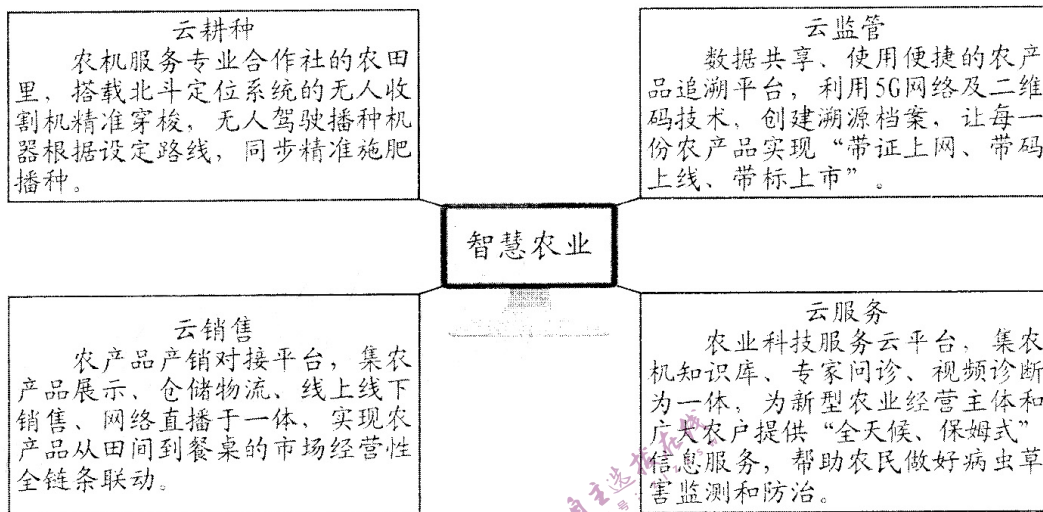 云耕种
农机服务专业合作社的农田
里，搭载北斗定位系统的无人收
割机精准穿梭，无人驾驶播种机
器根据设定路线，同步精准施肥
播种。
云监管
数据共享、使用便捷的农产
品追溯平台，利用5G网络及二维
码技术，创建溯源档案，让每一
份农产品实现“带证上网、带码
上线、带标上市”。
智慧农业
云销售
农产品产销对接平台，集农
产品展示、仓储物流、线上线下
销售、网络直播于一体，实现农
产品从田间到餐桌的市场经营性
全链条联动。
云服务
农业科技服务云平台，集农
机知识库、专家问诊、视频诊断
为一体，为新型农业经营主体和
广大农户提供“全天候、保姆式”
信息服务，帮助农民做好病虫草
害监测和防治。
自主选拔在线